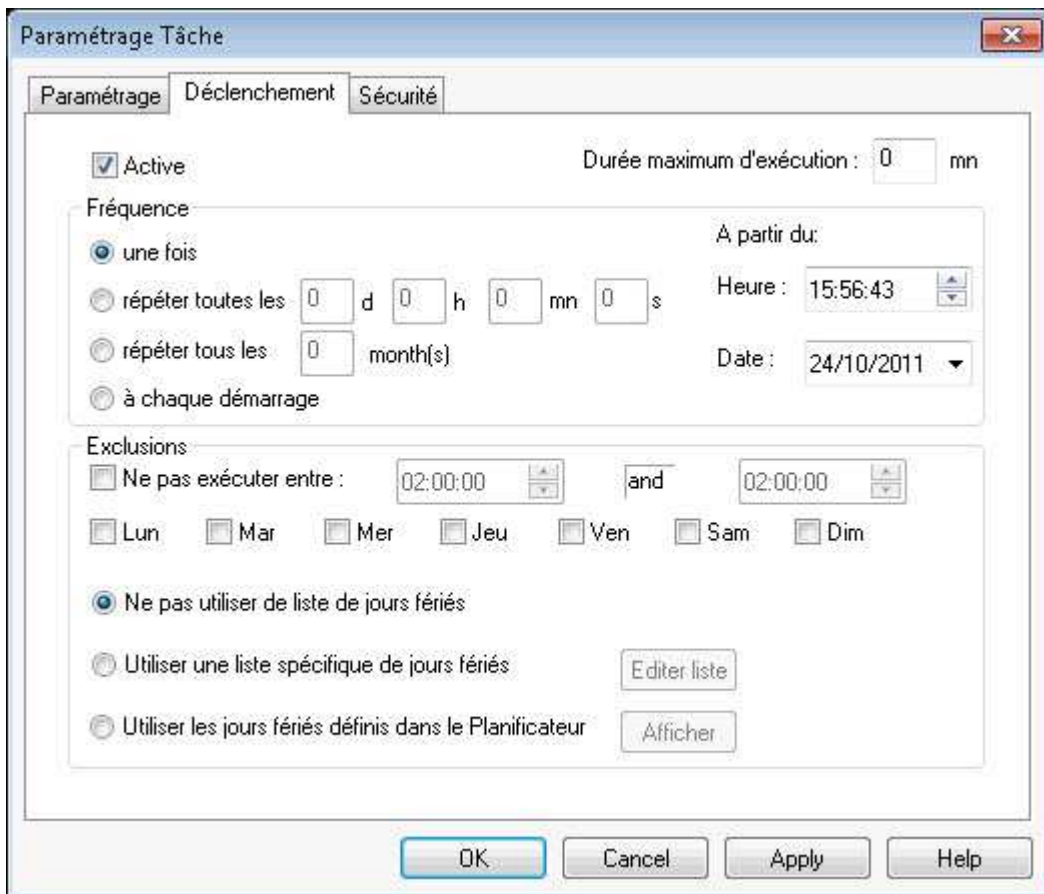 Paramétrage Tâche
Paramétrage Déclenchement Sécurité
Active Durée maximum d'exécution : 0 mn
Fréquence
A partir du:
une fois
répéter toutes les 0 d 0 h 0 mn 0 s Heure : 15:56:43
répéter tous les 0 month(s) Date : 24/10/2011
à chaque démarrage
Exclusions
Ne pas exécuter entre : 02:00:00 and 02:00:00
Lun Mar Mer Jeu Ven Sam Dim
Ne pas utiliser de liste de jours fériés
Utiliser une liste spécifique de jours fériés Editer liste
Utiliser les jours fériés définis dans le Planificateur Afficher
OK Cancel Apply Help